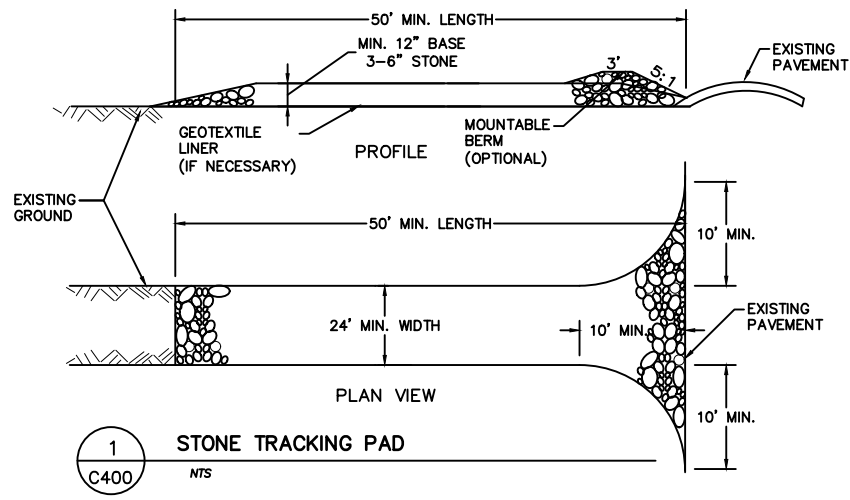 50' MIN. LENGTH
MIN. 12" BASE
3-6" STONE
3'
5:1
EXISTING
PAVEMENT
GEOTEXTILE
LINER
(IF NECESSARY)
MOUNTABLE
BERM
(OPTIONAL)
PROFILE
EXISTING
GROUND
50' MIN. LENGTH
10' MIN.
24' MIN. WIDTH
10' MIN.
EXISTING
PAVEMENT
PLAN VIEW
10' MIN.
1
C400
STONE TRACKING PAD
NTS